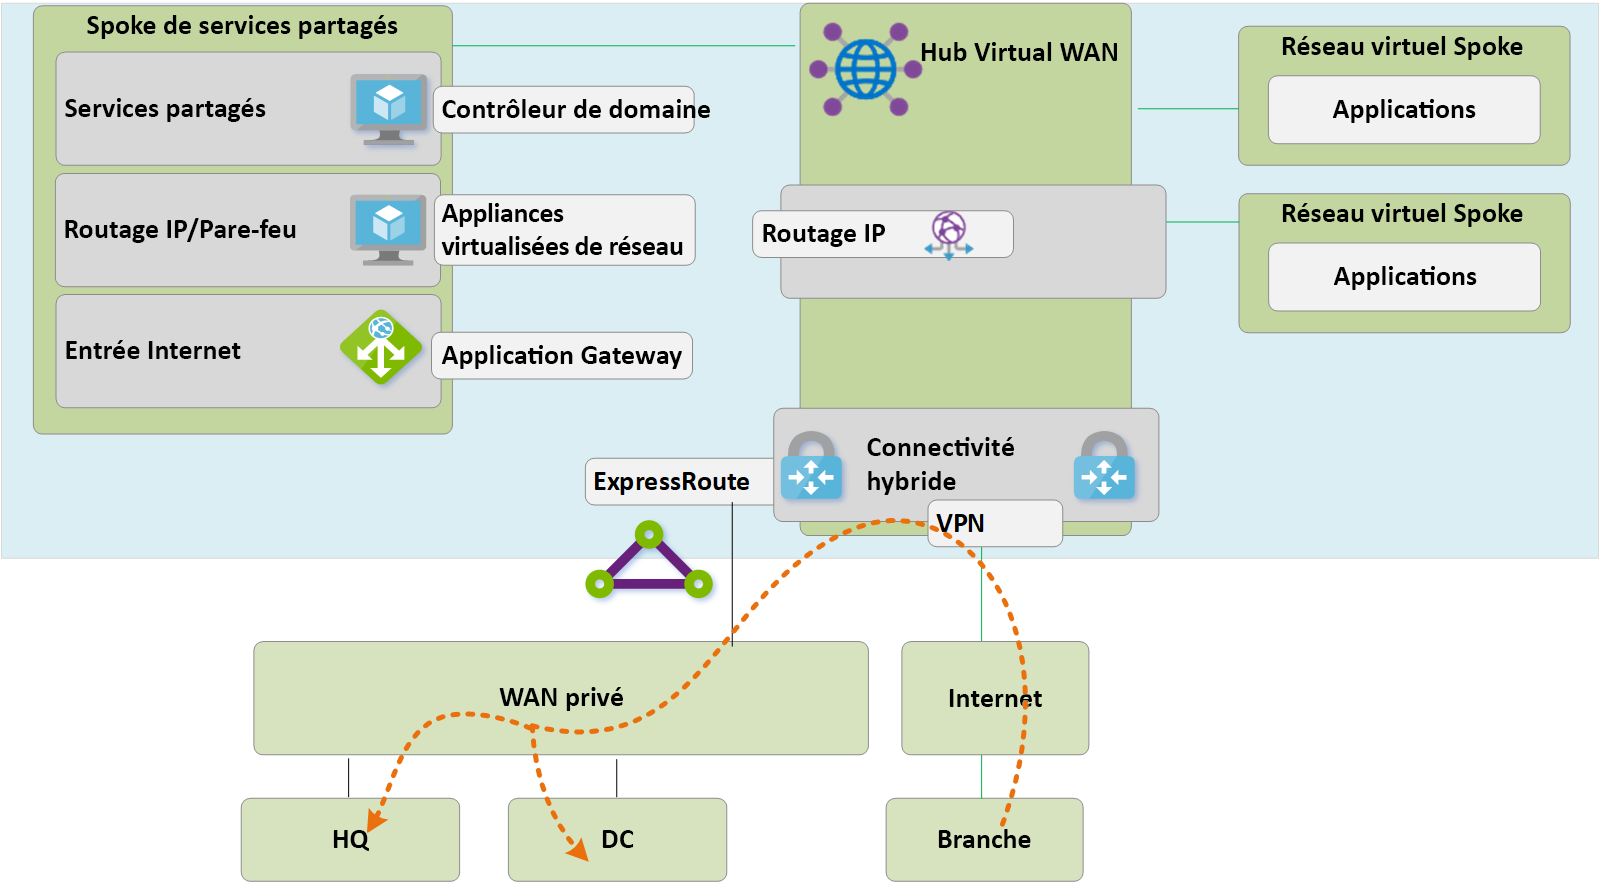 Spoke de services partagés
Services partagés
Contrôleur de domaine
Routage IP/Pare-feu
Appliances
virtualisées de réseau
Entrée Internet
Application Gateway
Hub Virtual WAN
Routage IP
Connectivité
hybride
ExpressRoute
VPN
Réseau virtuel Spoke
Applications
Réseau virtuel Spoke
Applications
WAN privé
Internet
HQ
DC
Branche